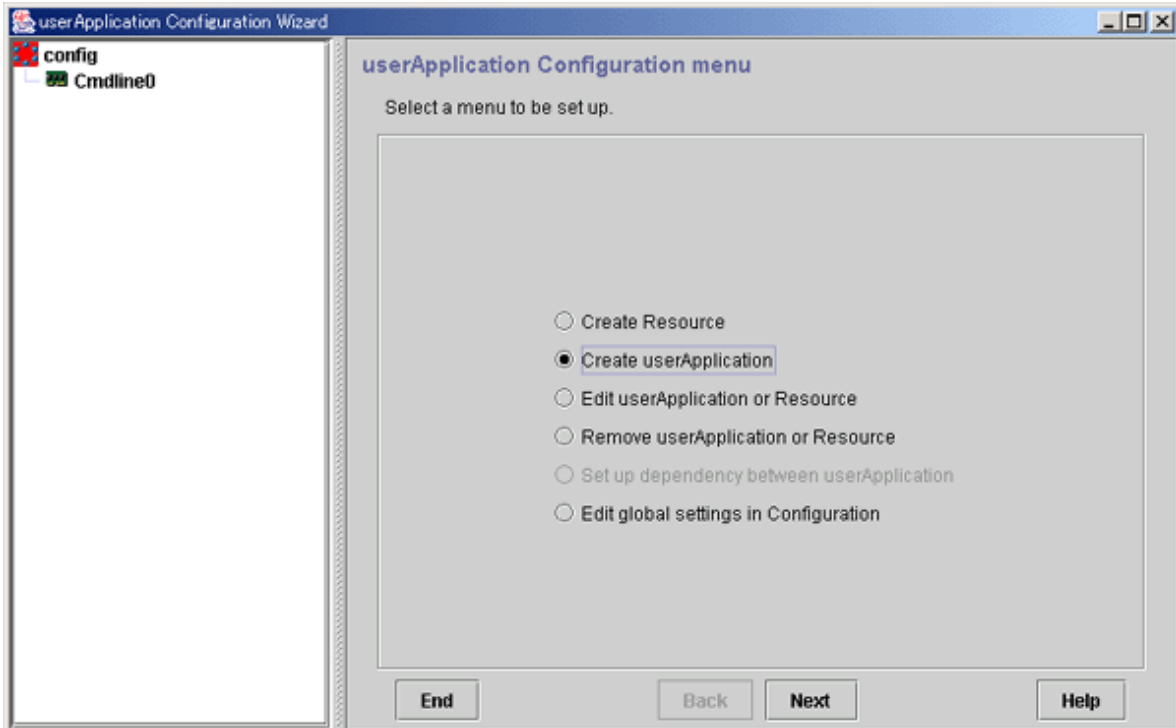 userApplication Configuration Wizard
config
Cmdline0
userApplication Configuration menu
Select a menu to be set up.
Create Resource
Create userApplication
Edit userApplication or Resource
Remove userApplication or Resource
Set up dependency between userApplication
Edit global settings in Configuration
End
Back
Next
Help